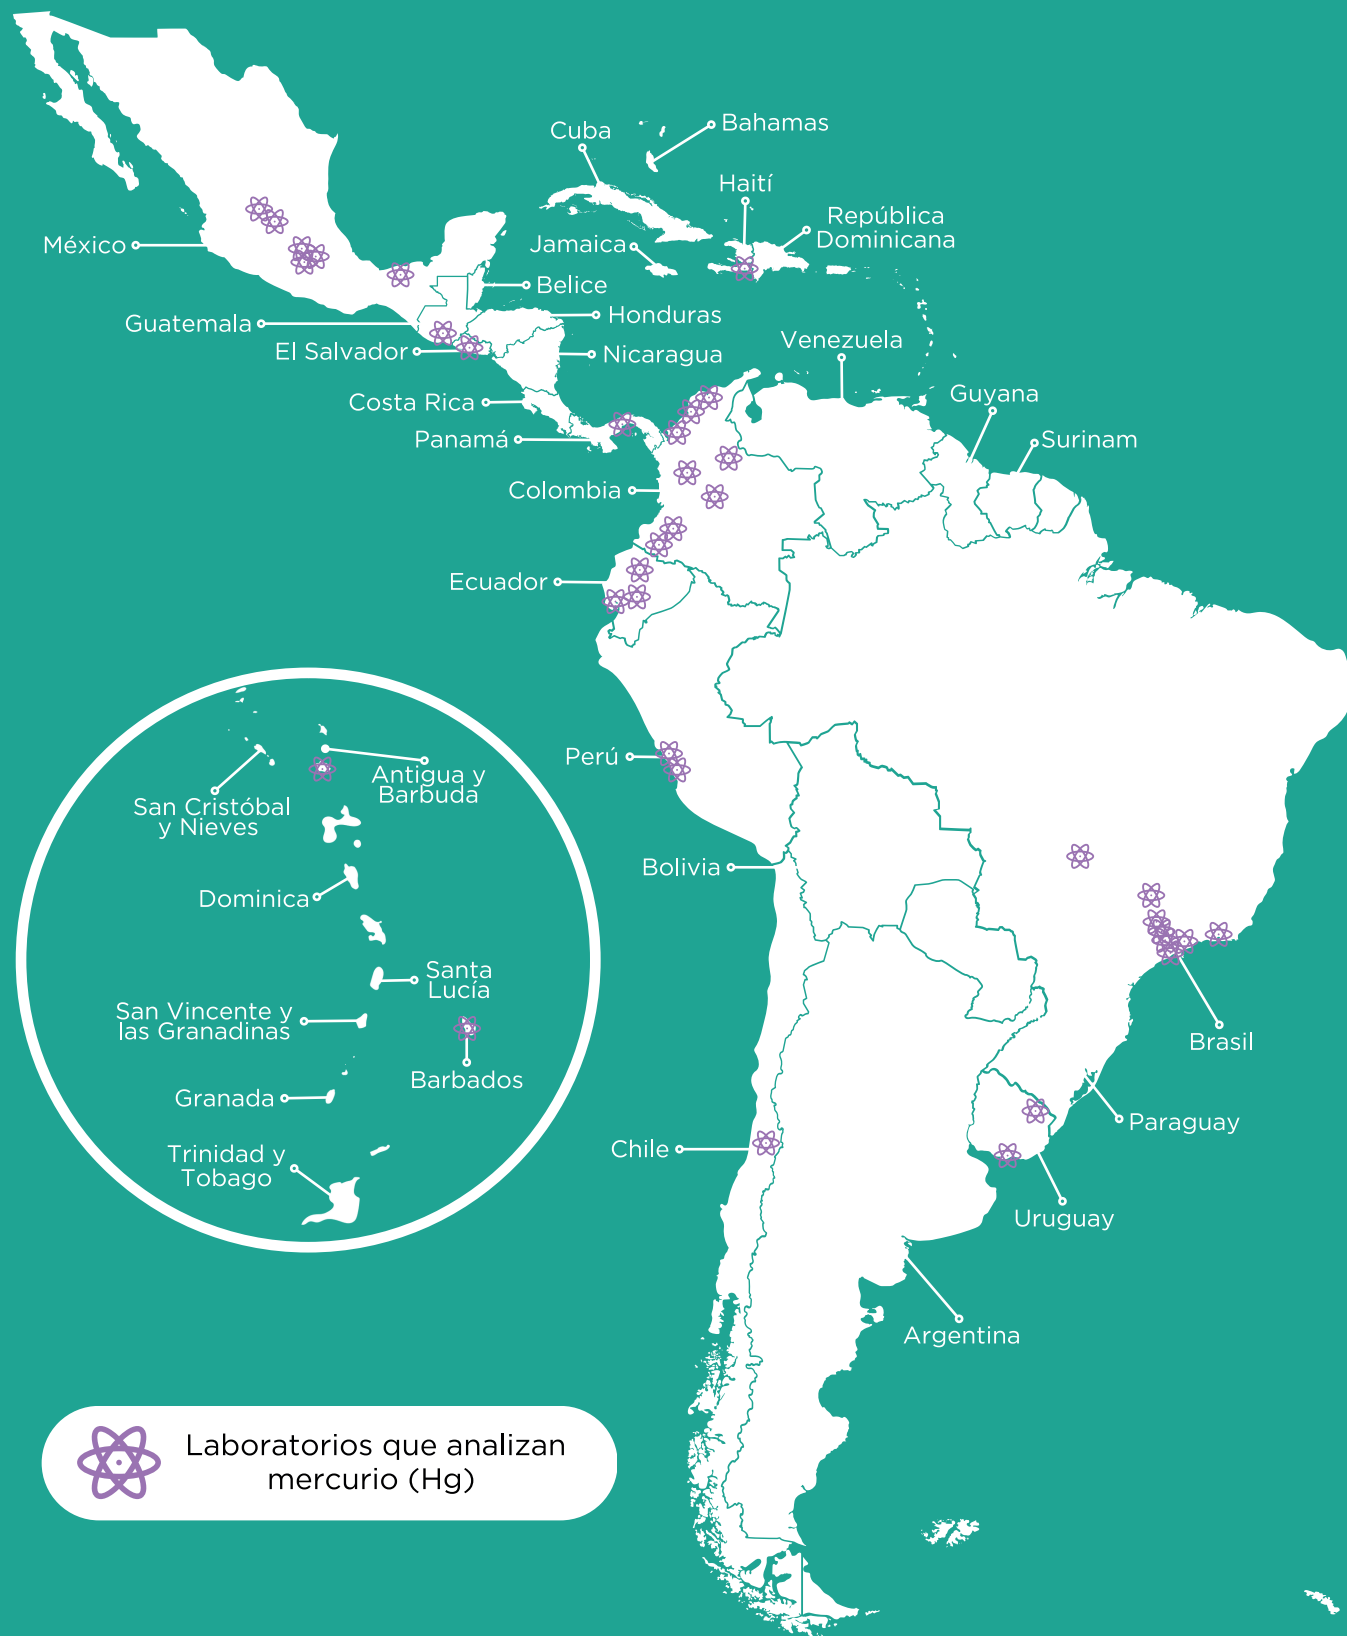 Bahamas
Cuba
Haití
República
Dominicana
México
Jamaica
Belice
Honduras
Guatemala
El Salvador
Nicaragua
Venezuela
Guyana
Costa Rica
Panamá
Surinam
Colombia
Ecuador
Perú
Antigua y
Barbuda
San Cristóbal
y Nieves
Bolivia
Dominica
Santa
Lucía
San Vincente y
las Granadinas
Brasil
Barbados
Granada
Paraguay
Chile
Trinidad y
Tobago
Uruguay
Argentina
Laboratorios que analizan
mercurio (Hg)